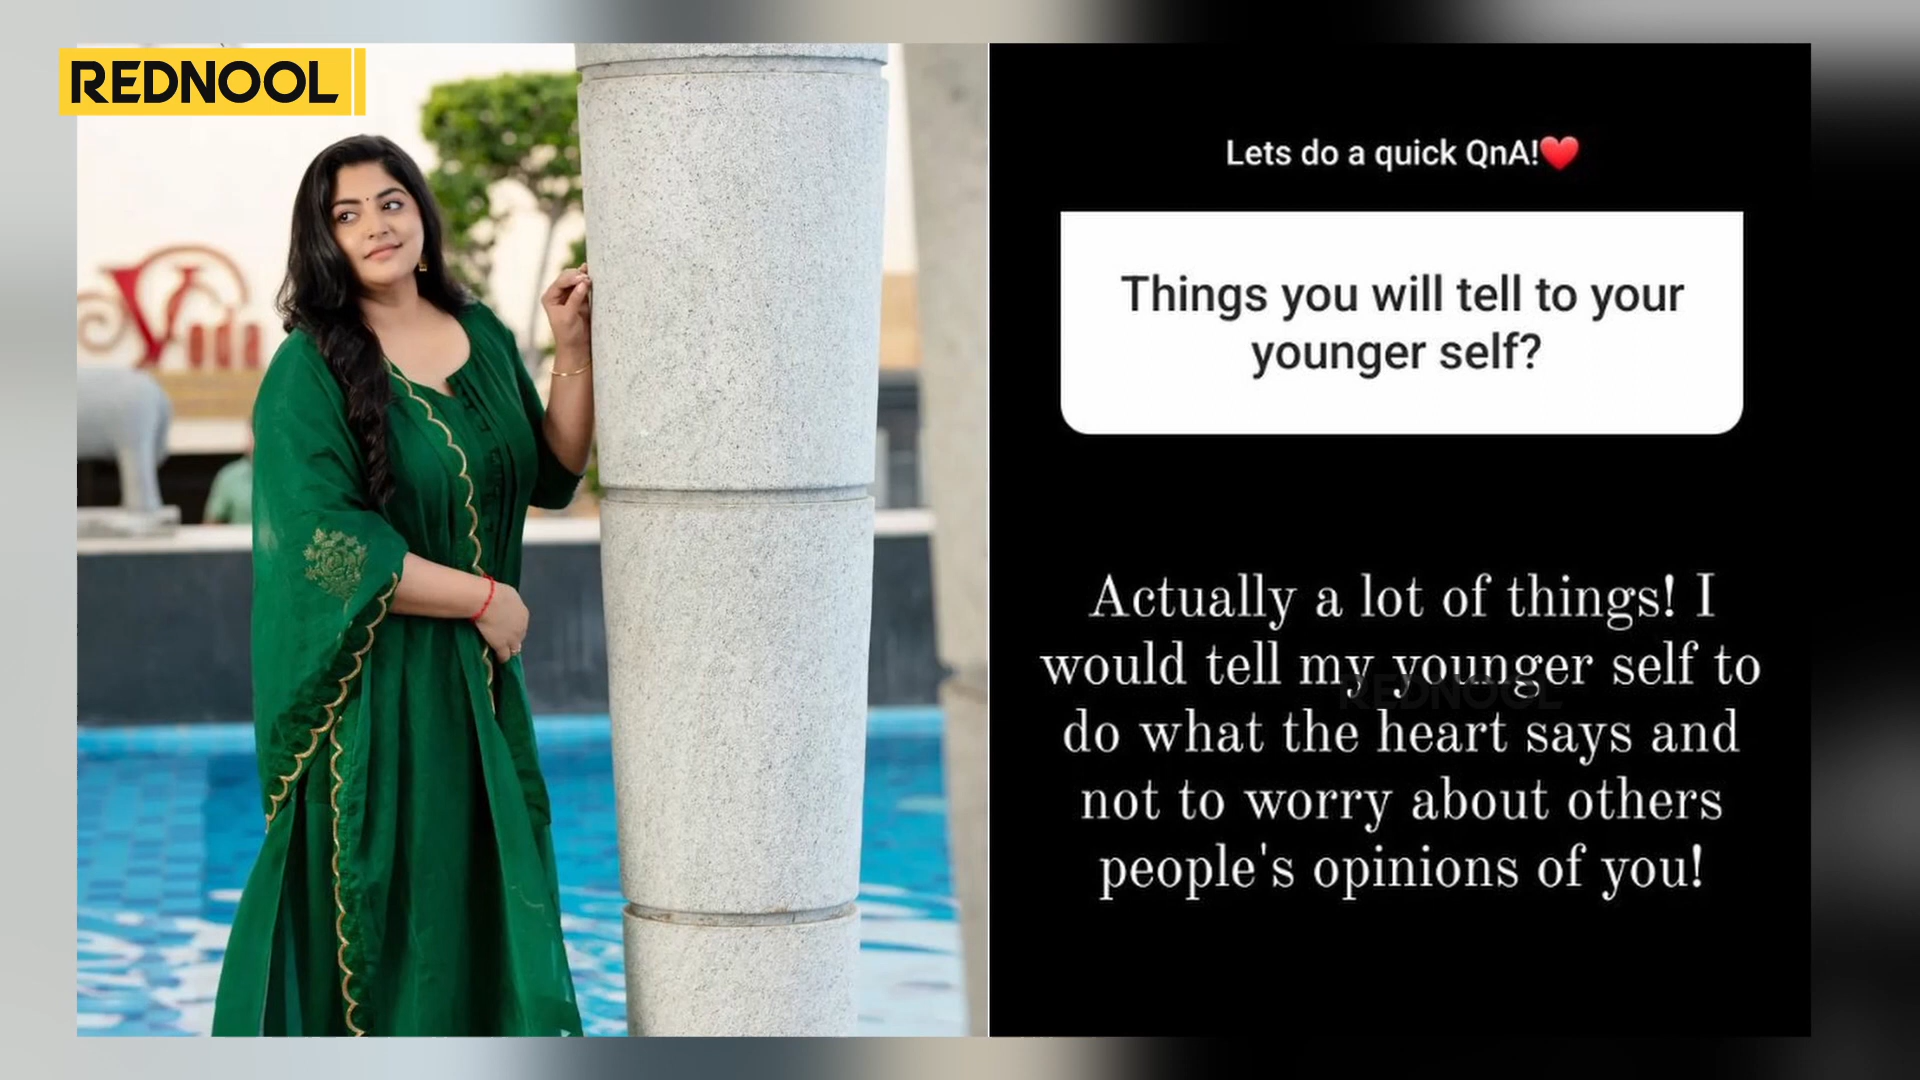 REDNOOL
Lets do a quick QnA!❤️
Things you will tell to your
younger self?
Actually a lot of things! I
would tell my younger self to
do what the heart says and
not to worry about others
people's opinions of you!
REDNOOL